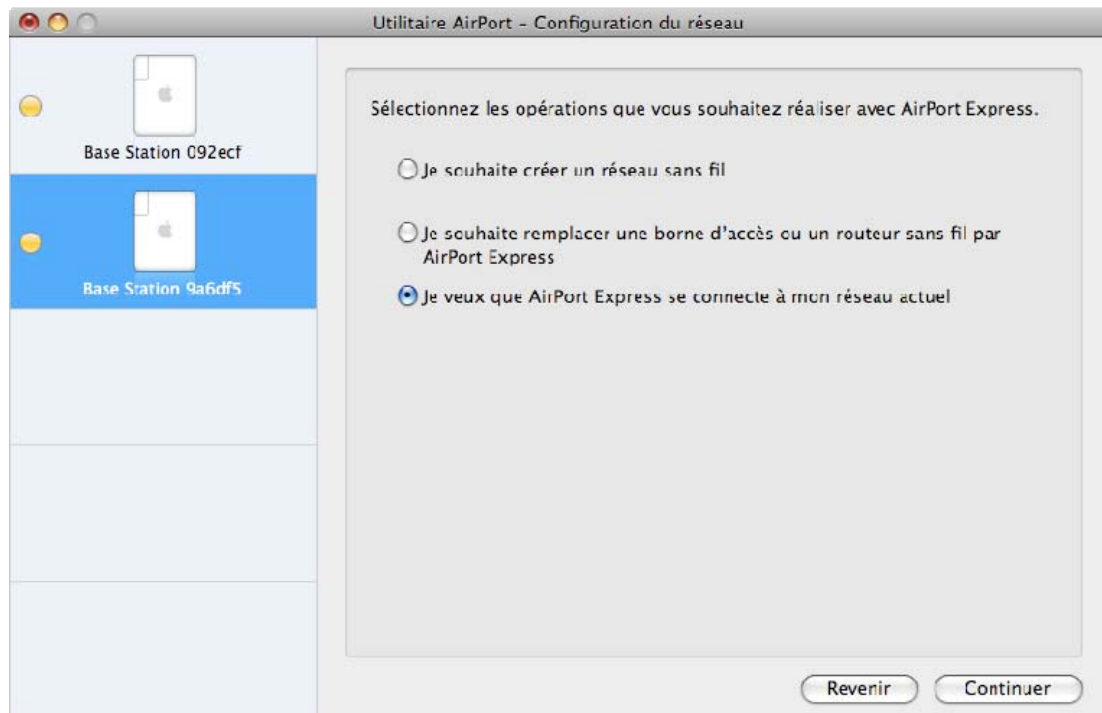 Utilitaire AirPort – Configuration du réseau
Base Station 092ecf
Base Station 9a6df5
Sélectionnez les opérations que vous souhaitez réaliser avec AirPort Express.
Je souhaite créer un réseau sans fil
Je souhaite remplacer une borne d'accès ou un routeur sans fil par
AirPort Express
Je veux que AirPort Express se connecte à mon réseau actuel
Revenir
Continuer